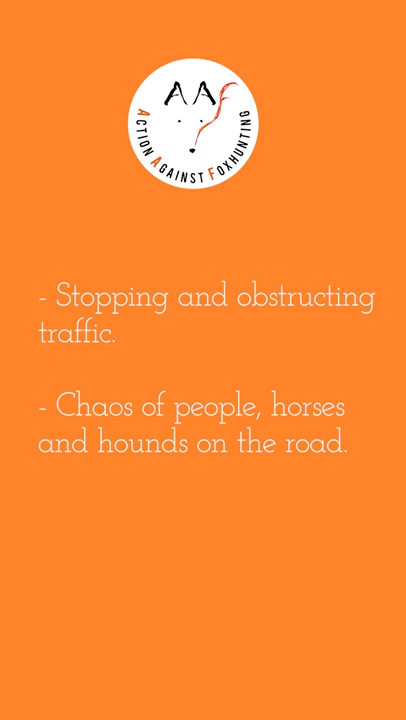 AAF
ACTION AGAINST FOXHUNTING
- Stopping and obstructing
traffic.
- Chaos of people, horses
and hounds on the road.